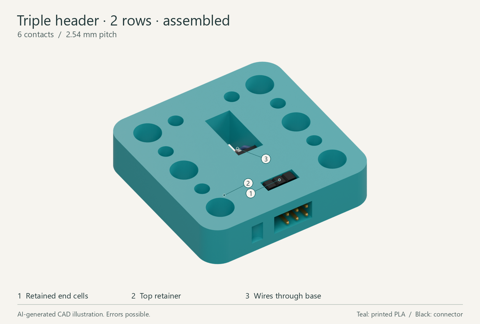 Triple header · 2 rows · assembled
6 contacts / 2.54 mm pitch
3
2
1
1 Retained end cells 2 Top retainer 3 Wires through base
AI-generated CAD illustration. Errors possible. Teal: printed PLA / Black: connector